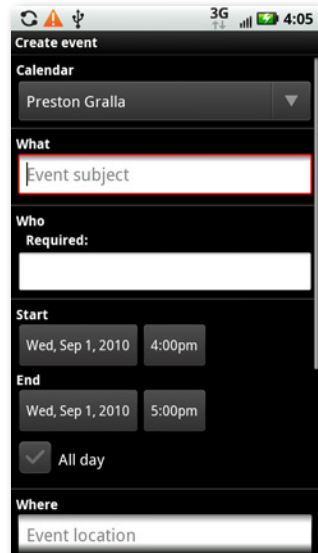 3G 4:05
Create event
Calendar
Preston Gralla
What
Event subject
Who
Required:
Start
Wed, Sep 1, 2010 4:00pm
End
Wed, Sep 1, 2010 5:00pm
All day
Where
Event location